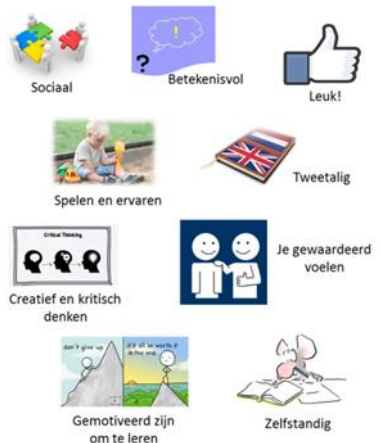 ?
!
Sociaal
Betekenisvol
Leuk!
Spelen en ervaren
Tweetalig
Critical Thinking
Creatief en kritisch
denken
Je gewaardeerd
voelen
don't give up.
it'll all be worth it
in the end.
Gemotiveerd zijn
om te leren
Zelfstandig